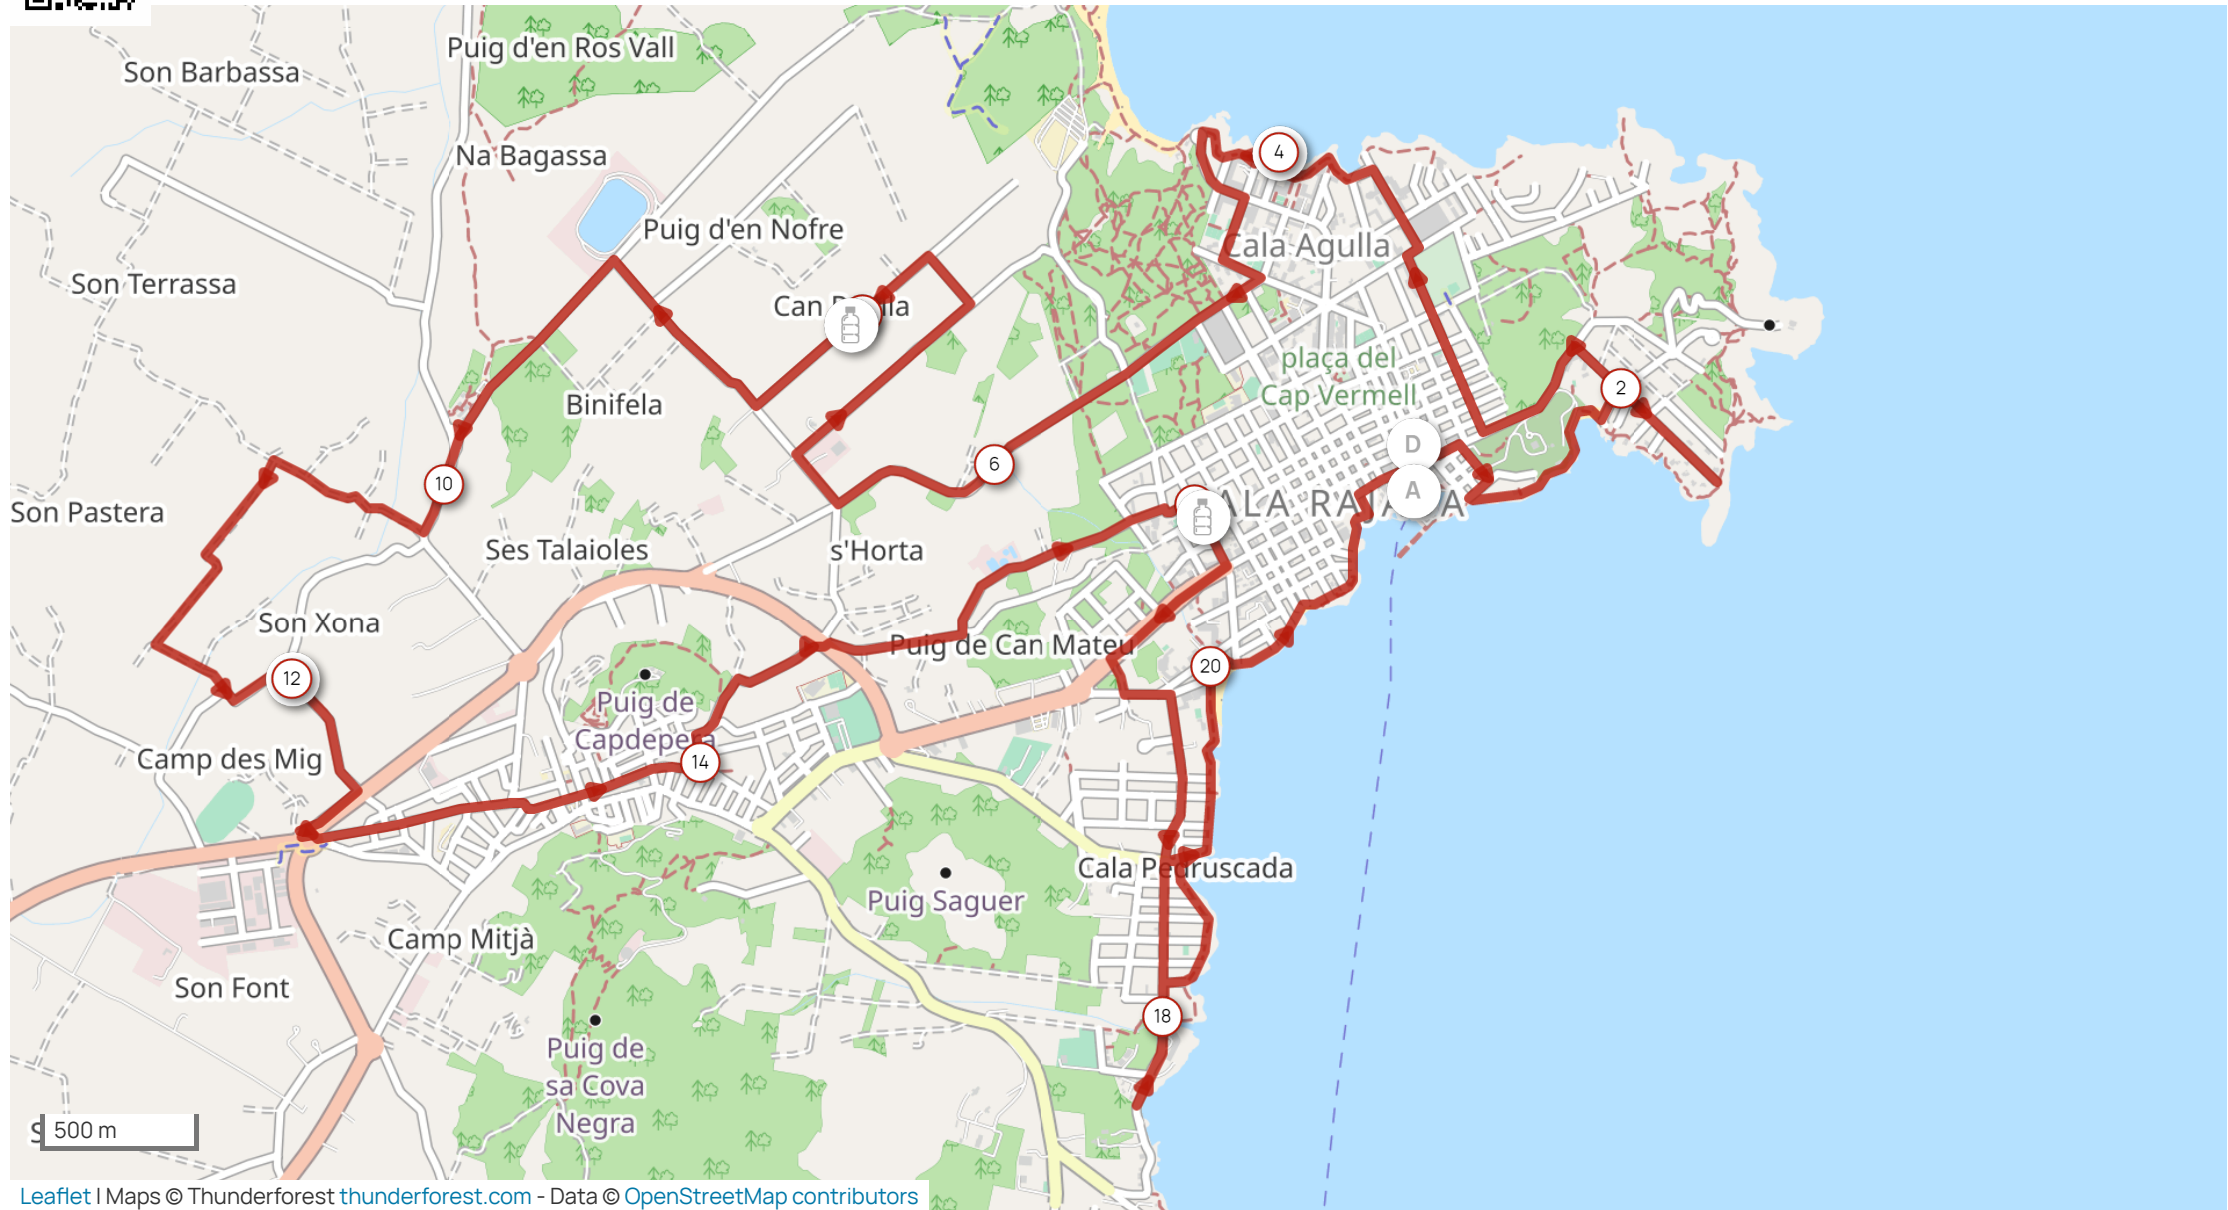 Puig d'en Ros Vall
Son Barbassa
4
Na Bagassa
Puig d'en Nofre
Cala Agulla
Son Terrassa
plaça del
Cap Vermell
2
Binifela
D
6
10
A
Son Pastera
Ses Talaioles
s'Horta
Son Xona
Puig de Can Mateu
20
12
Puig de
Capdepera
Camp des Mig
14
Cala Pedruscada
Puig Saguer
Camp Mitjà
Son Font
18
Puig de
sa Cova
Negra
500 m
Leaflet | Maps © Thunderforest thunderforest.com - Data © OpenStreetMap contributors